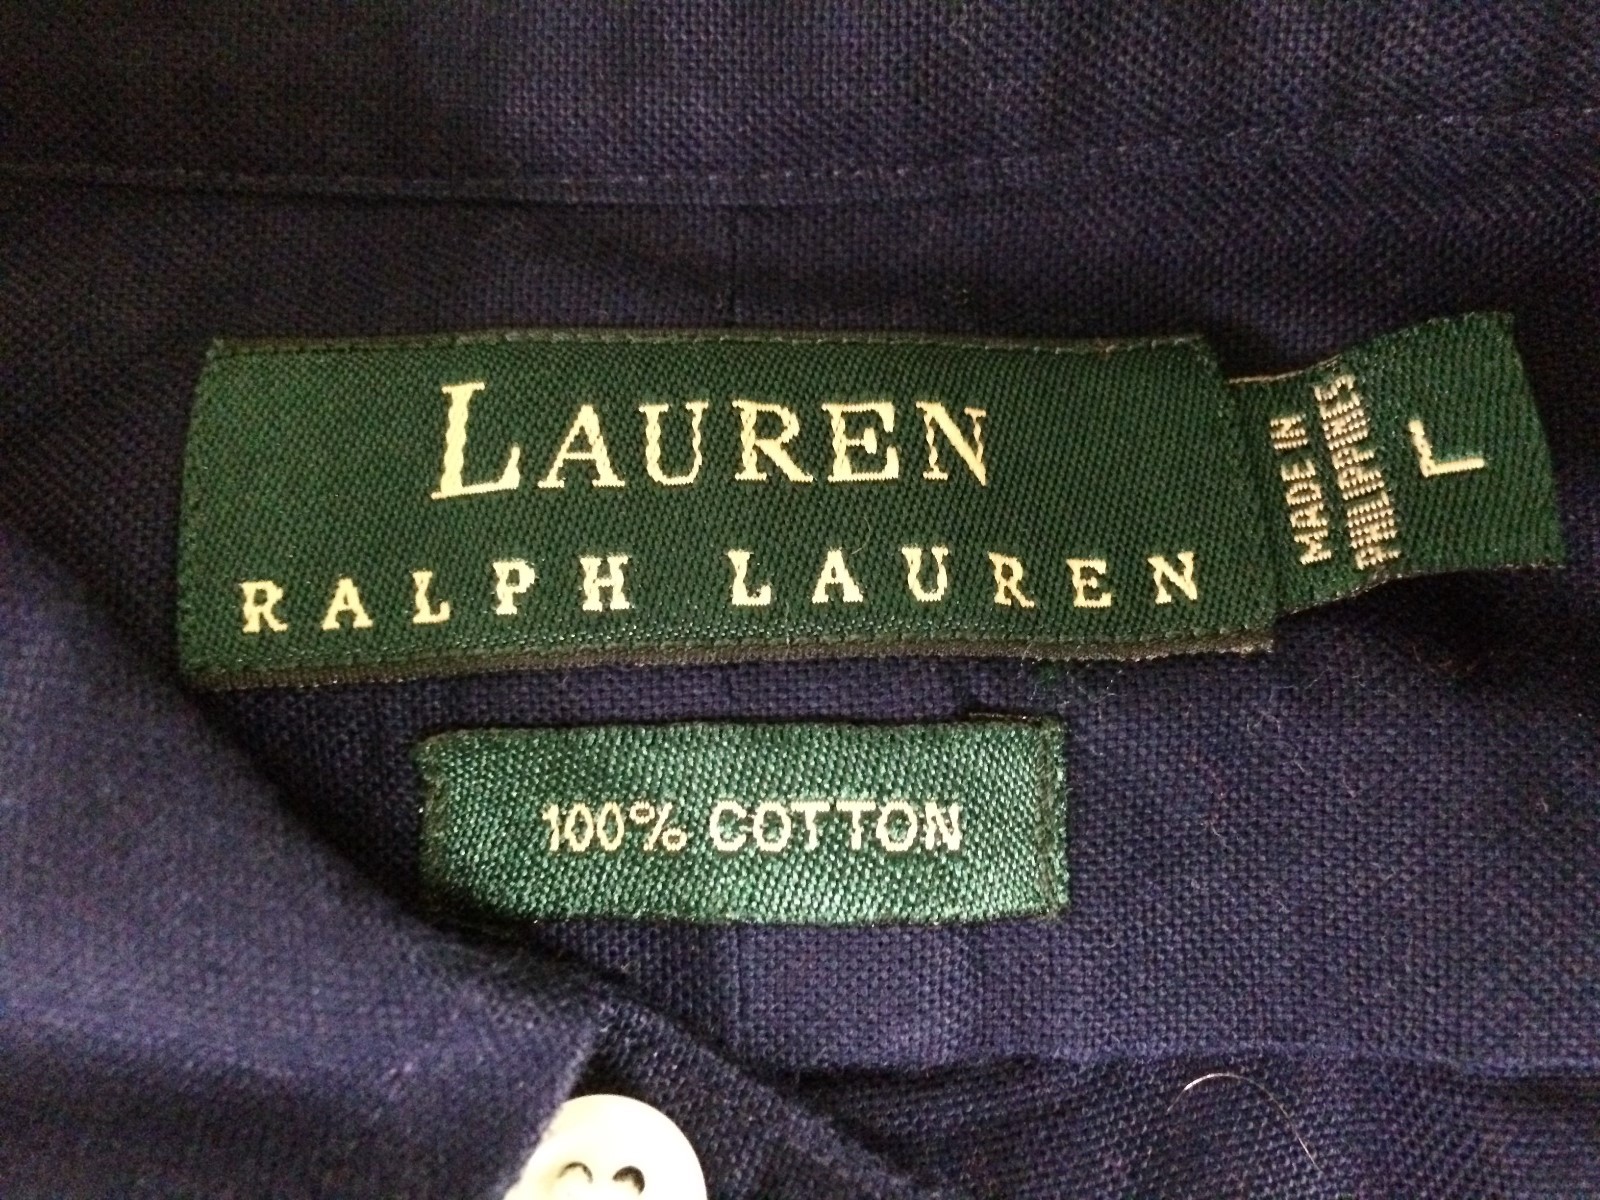 LAUREN
RALPH LAUREN
MADE IN
PHILIPPINES
L
100% COTTON